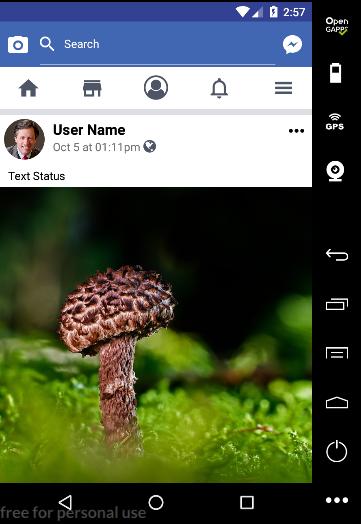 2:57
Open
GAPPS
Search
GPS
User Name
Oct 5 at 01:11pm
Text Status
free for personal use